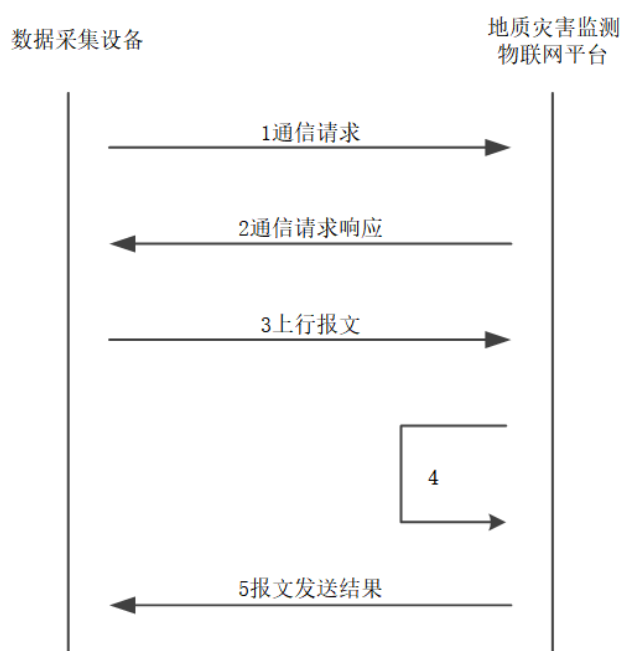 数据采集设备
地质灾害监测
物联网平台
1通信请求
2通信请求响应
3上行报文
4
5报文发送结果